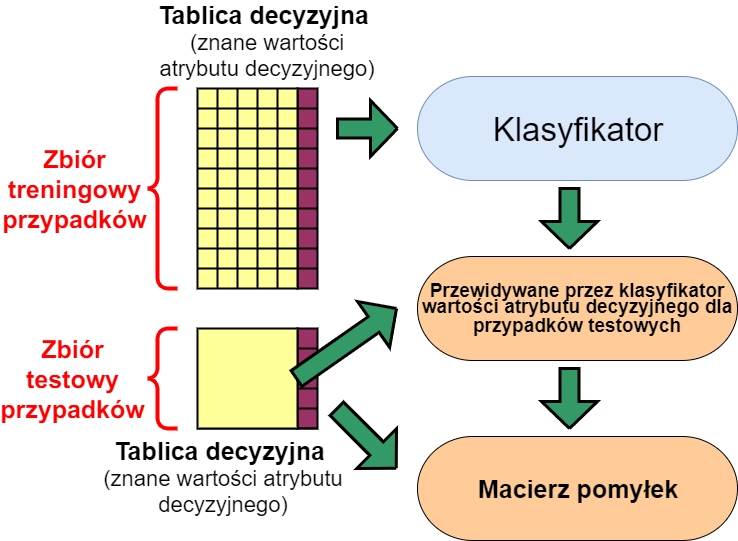 Tablica decyzyjna
(znane wartości
atrybutu decyzyjnego)
Zbiór
treningowy
przypadków
Klasyfikator
Przewidywane przez klasyfikator
wartości atrybutu decyzyjnego dla
przypadków testowych
Zbiór
testowy
przypadków
Tablica decyzyjna
(znane wartości atrybutu
decyzyjnego)
Macierz pomyłek